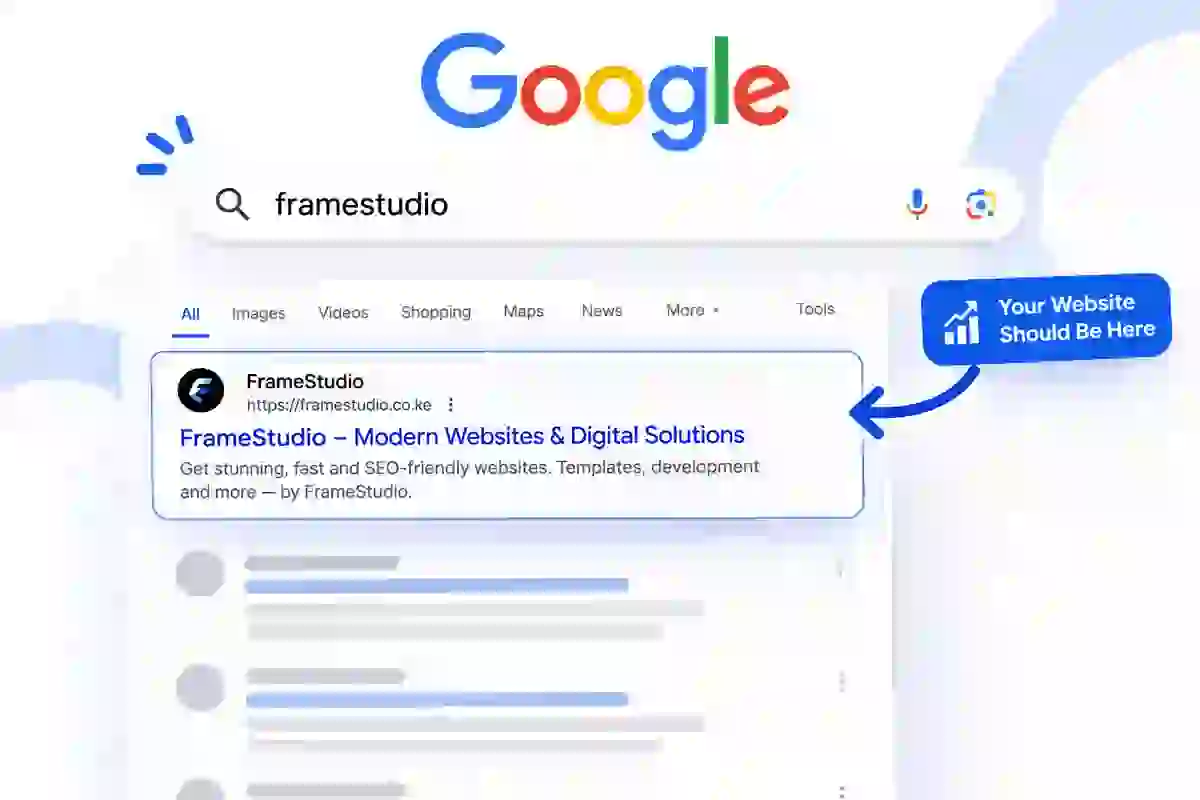 Google
framestudio
All Images Videos Shopping Maps News More Tools
Your Website
Should Be Here
FrameStudio
https://framestudio.co.ke
FrameStudio – Modern Websites & Digital Solutions
Get stunning, fast and SEO-friendly websites. Templates, development
and more — by FrameStudio.